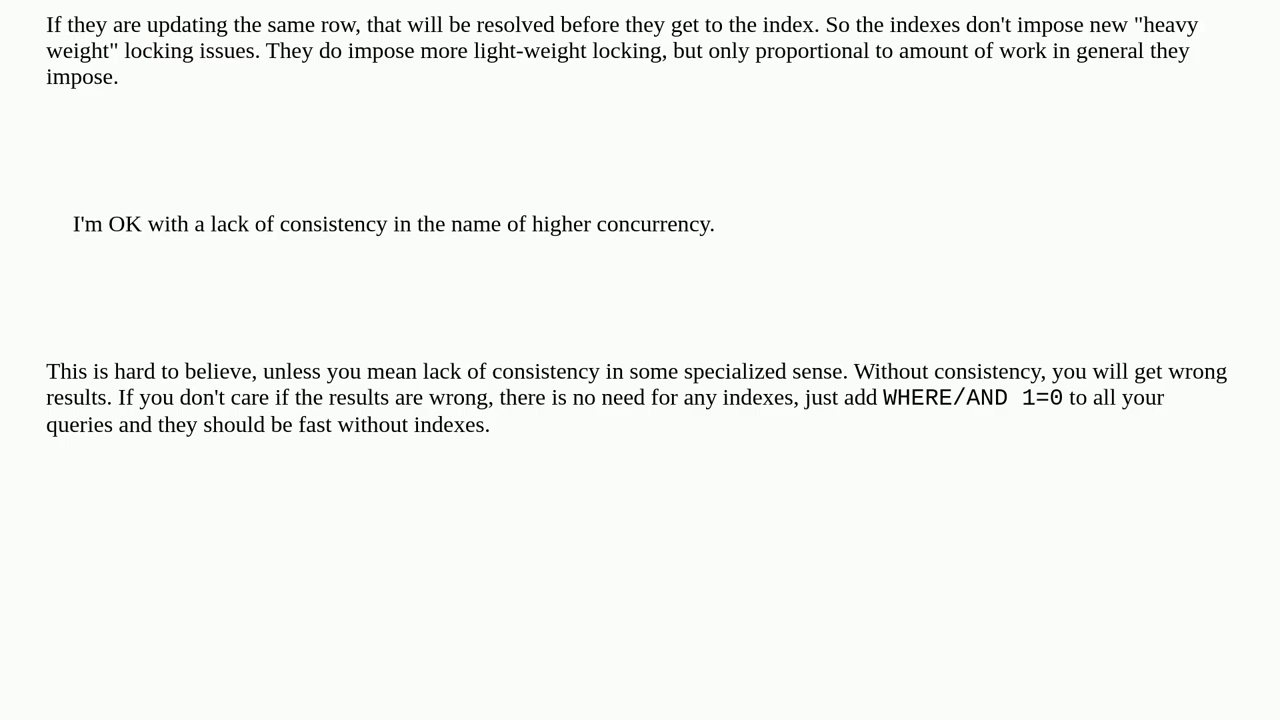 If they are updating the same row, that will be resolved before they get to the index. So the indexes don't impose new "heavy
weight" locking issues. They do impose more light-weight locking, but only proportional to amount of work in general they
impose.
I'm OK with a lack of consistency in the name of higher concurrency.
This is hard to believe, unless you mean lack of consistency in some specialized sense. Without consistency, you will get wrong
results. If you don't care if the results are wrong, there is no need for any indexes, just add WHERE/AND 1=0 to all your
queries and they should be fast without indexes.